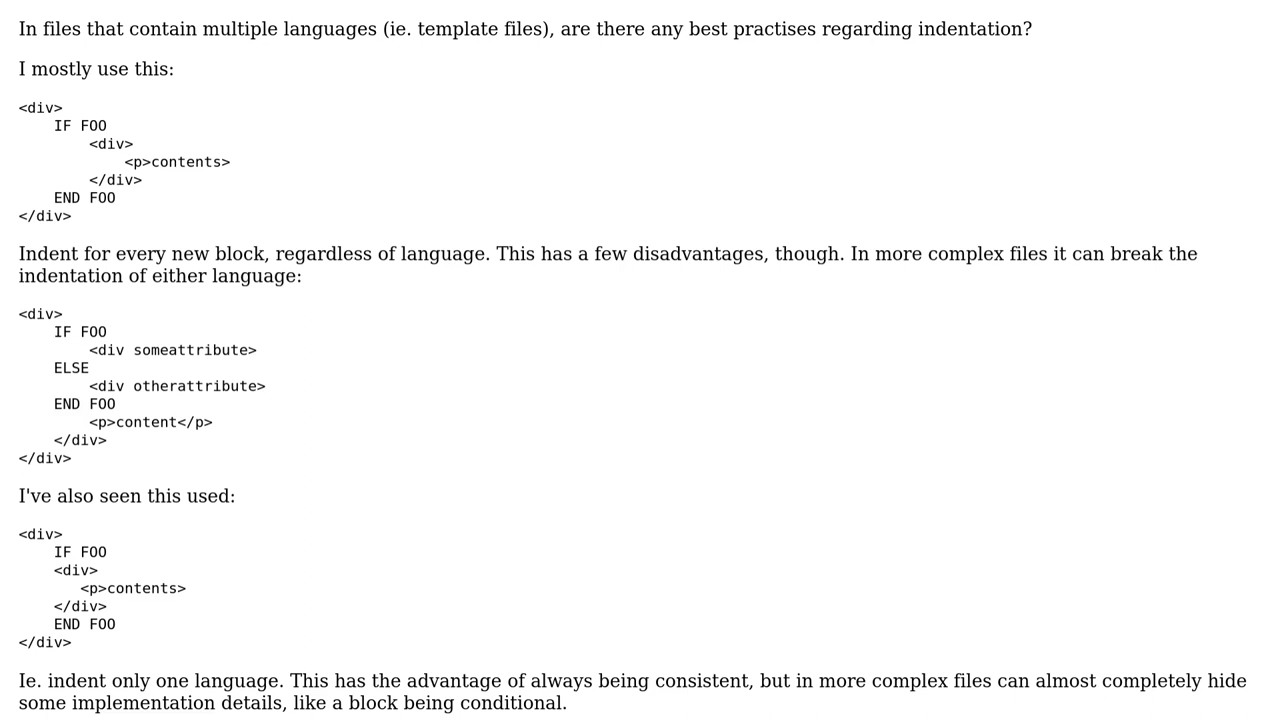 In files that contain multiple languages (ie. template files), are there any best practises regarding indentation?
I mostly use this:
<div>
    IF FOO
        <div>
            <p>contents>
        </div>
    END FOO
</div>
Indent for every new block, regardless of language. This has a few disadvantages, though. In more complex files it can break the
indentation of either language:
<div>
    IF FOO
        <div someattribute>
    ELSE
        <div otherattribute>
    END FOO
        <p>content</p>
    </div>
</div>
I've also seen this used:
<div>
    IF FOO
    <div>
       <p>contents>
    </div>
    END FOO
</div>
Ie. indent only one language. This has the advantage of always being consistent, but in more complex files can almost completely hide
some implementation details, like a block being conditional.